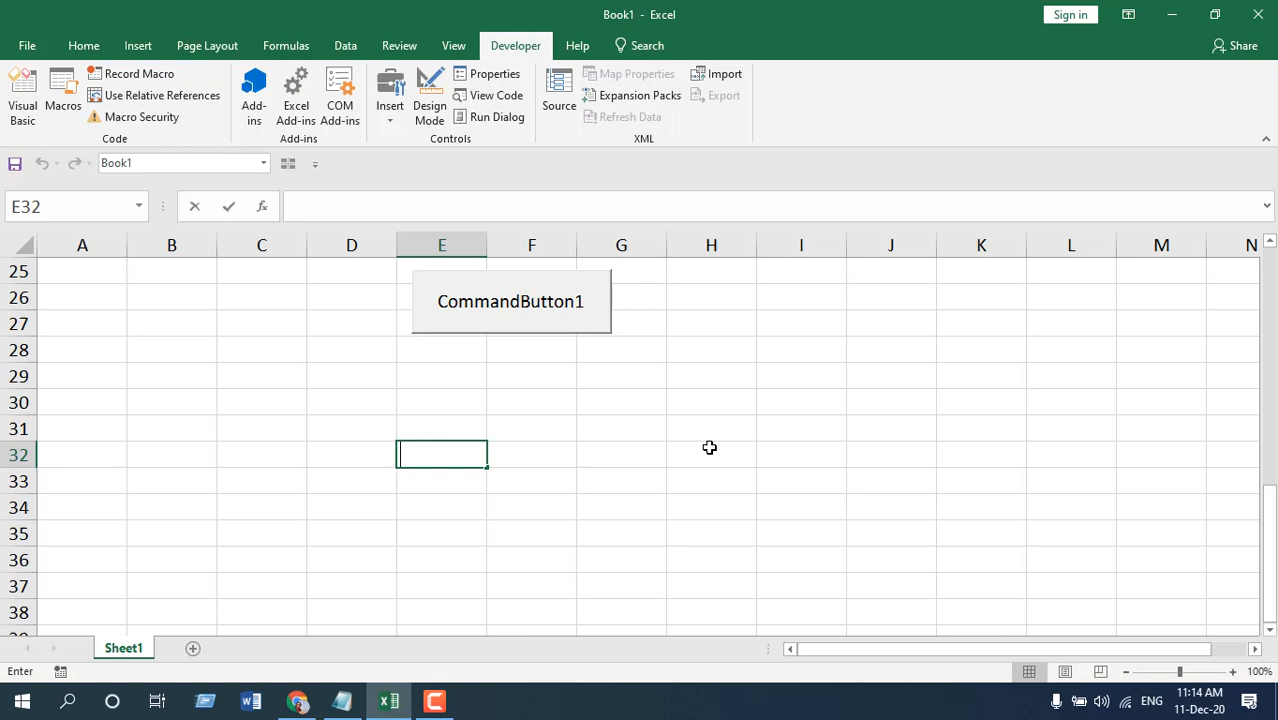 Book1 - Excel
Sign in
File Home Insert Page Layout Formulas Data Review View Developer Help Search Share
Visual Basic
Macros
Record Macro
Use Relative References
Macro Security
Code
Add-ins
Excel Add-ins
COM Add-ins
Add-ins
Insert
Design Mode
Properties
View Code
Run Dialog
Controls
Source
Map Properties
Expansion Packs
Refresh Data
Import
Export
XML
Book1
E32
fx
A B C D E F G H I J K L M N
25
CommandButton1
26
27
28
29
30
31
32
33
34
35
36
37
38
39
Sheet1
Enter
100%
ENG
11:14 AM
11-Dec-20